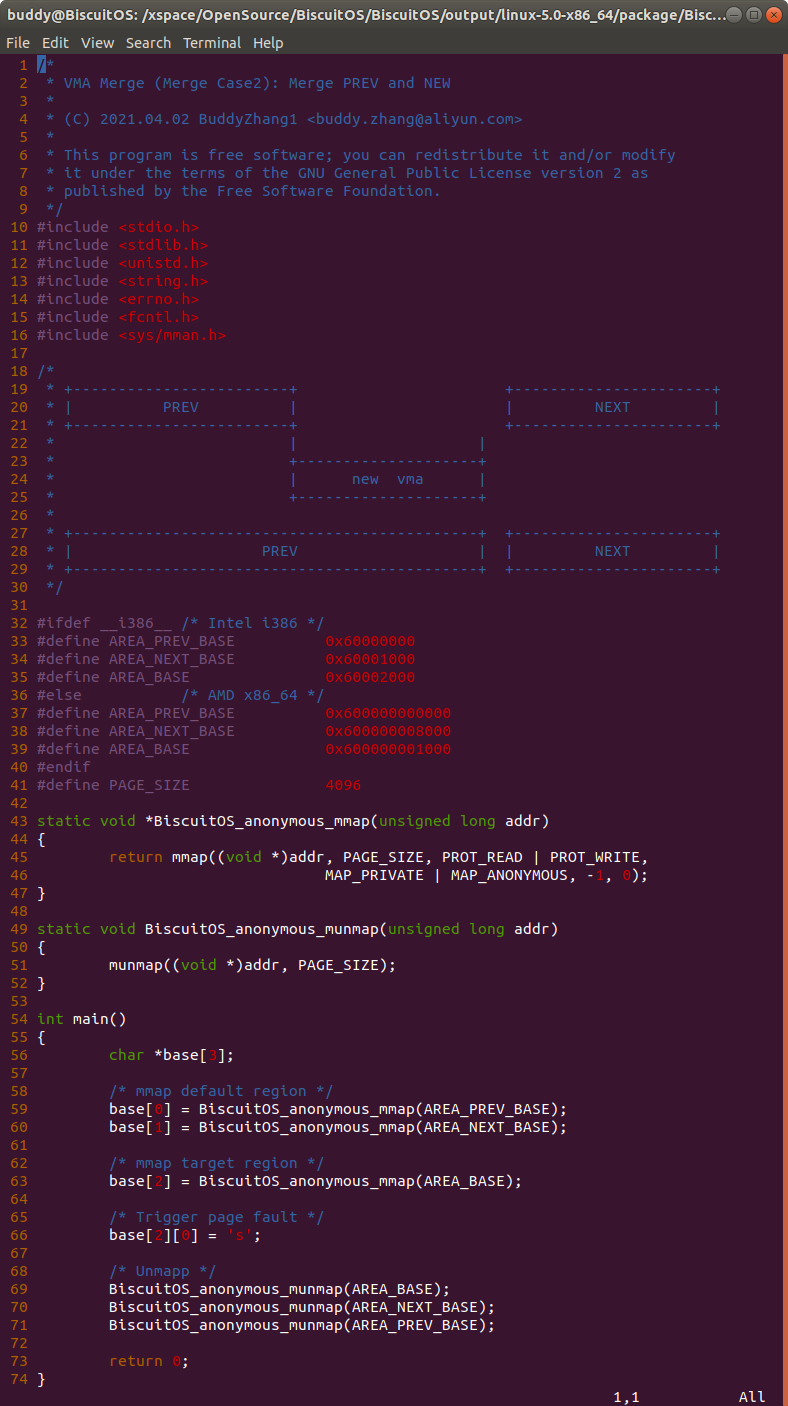 buddy@BiscuitOS: /xspace/OpenSource/BiscuitOS/BiscuitOS/output/linux-5.0-x86_64/package/Bisc...
File Edit View Search Terminal Help
1 /*
2  * VMA Merge (Merge Case2): Merge PREV and NEW
3  *
4  * (C) 2021.04.02 BuddyZhang1 <buddy.zhang@aliyun.com>
5  *
6  * This program is free software; you can redistribute it and/or modify
7  * it under the terms of the GNU General Public License version 2 as
8  * published by the Free Software Foundation.
9  */
10 #include <stdio.h>
11 #include <stdlib.h>
12 #include <unistd.h>
13 #include <string.h>
14 #include <errno.h>
15 #include <fcntl.h>
16 #include <sys/mman.h>
17
18 /*
19  * +------------------------+                       +----------------------+
20  * |          PREV          |                       |         NEXT         |
21  * +------------------------+                       +----------------------+
22  *                          |                    |
23  *                          +--------------------+
24  *                          |      new  vma      |
25  *                          +--------------------+
26  *
27  * +---------------------------------------------+  +----------------------+
28  * |                     PREV                    |  |         NEXT         |
29  * +---------------------------------------------+  +----------------------+
30  */
31
32 #ifdef __i386__ /* Intel i386 */
33 #define AREA_PREV_BASE          0x60000000
34 #define AREA_NEXT_BASE          0x60001000
35 #define AREA_BASE               0x60002000
36 #else           /* AMD x86_64 */
37 #define AREA_PREV_BASE          0x600000000000
38 #define AREA_NEXT_BASE          0x600000008000
39 #define AREA_BASE               0x600000001000
40 #endif
41 #define PAGE_SIZE               4096
42
43 static void *BiscuitOS_anonymous_mmap(unsigned long addr)
44 {
45         return mmap((void *)addr, PAGE_SIZE, PROT_READ | PROT_WRITE,
46                                 MAP_PRIVATE | MAP_ANONYMOUS, -1, 0);
47 }
48
49 static void BiscuitOS_anonymous_munmap(unsigned long addr)
50 {
51         munmap((void *)addr, PAGE_SIZE);
52 }
53
54 int main()
55 {
56         char *base[3];
57
58         /* mmap default region */
59         base[0] = BiscuitOS_anonymous_mmap(AREA_PREV_BASE);
60         base[1] = BiscuitOS_anonymous_mmap(AREA_NEXT_BASE);
61
62         /* mmap target region */
63         base[2] = BiscuitOS_anonymous_mmap(AREA_BASE);
64
65         /* Trigger page fault */
66         base[2][0] = 's';
67
68         /* Unmapp */
69         BiscuitOS_anonymous_munmap(AREA_BASE);
70         BiscuitOS_anonymous_munmap(AREA_NEXT_BASE);
71         BiscuitOS_anonymous_munmap(AREA_PREV_BASE);
72
73         return 0;
74 }
1,1 All